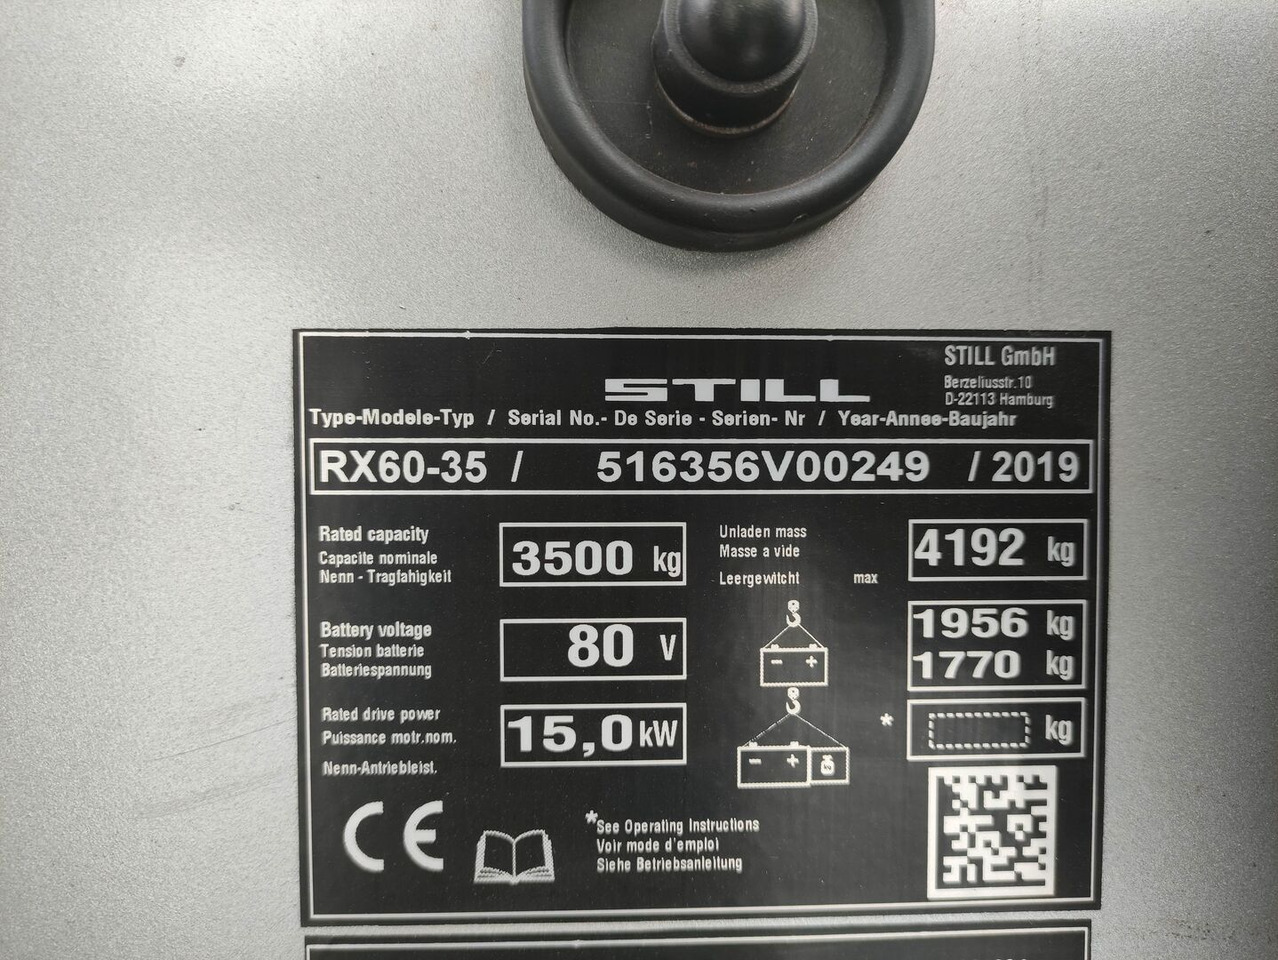 STILL GmbH
Berzeliusstr.10
D-22113 Hamburg
STILL
Type-Modele-Typ / Serial No.- De Serie - Serien- Nr / Year-Annee-Baujahr
RX60-35 / 516356V00249 / 2019
Rated capacity
Capacite nominale
Nenn - Tragfahigkeit
3500 kg
Unladen mass
Masse a vide
Leergewitcht max
4192 kg
Battery voltage
Tension batterie
Batteriespannung
80 V
- +
1956 kg
1770 kg
Rated drive power
Puissance motr.nom.
Nenn-Antriebleist.
15,0 kW
- +
* kg
CE
*See Operating Instructions
Voir mode d'emploi
Siehe Betriebsanleitung